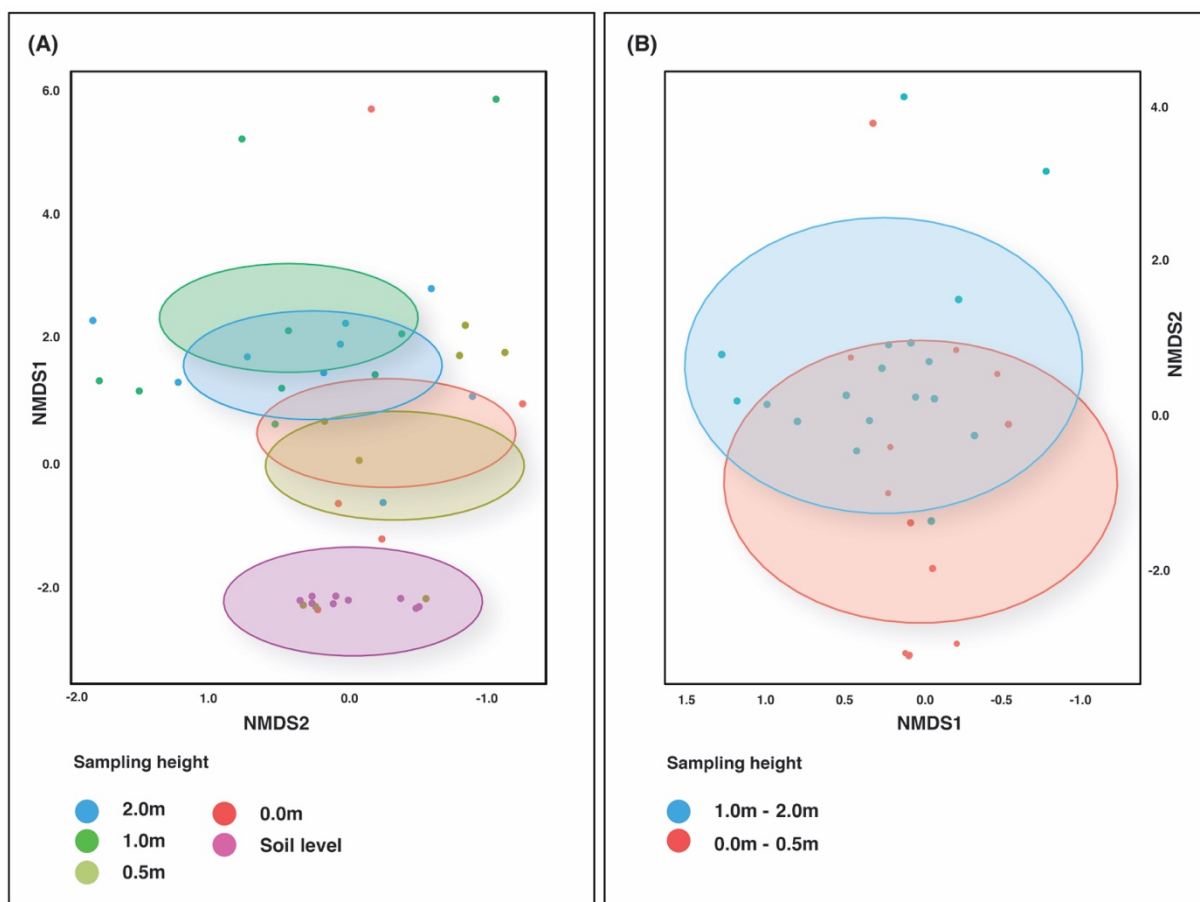 (A)
6.0
4.0
2.0
0.0
-2.0
NMDS1
-2.0
1.0
0.0
-1.0
NMDS2
Sampling height
2.0m
1.0m
0.5m
0.0m
Soil level
(B)
4.0
2.0
0.0
-2.0
NMDS2
1.5
1.0
0.5
0.0
-0.5
-1.0
NMDS1
Sampling height
1.0m - 2.0m
0.0m - 0.5m